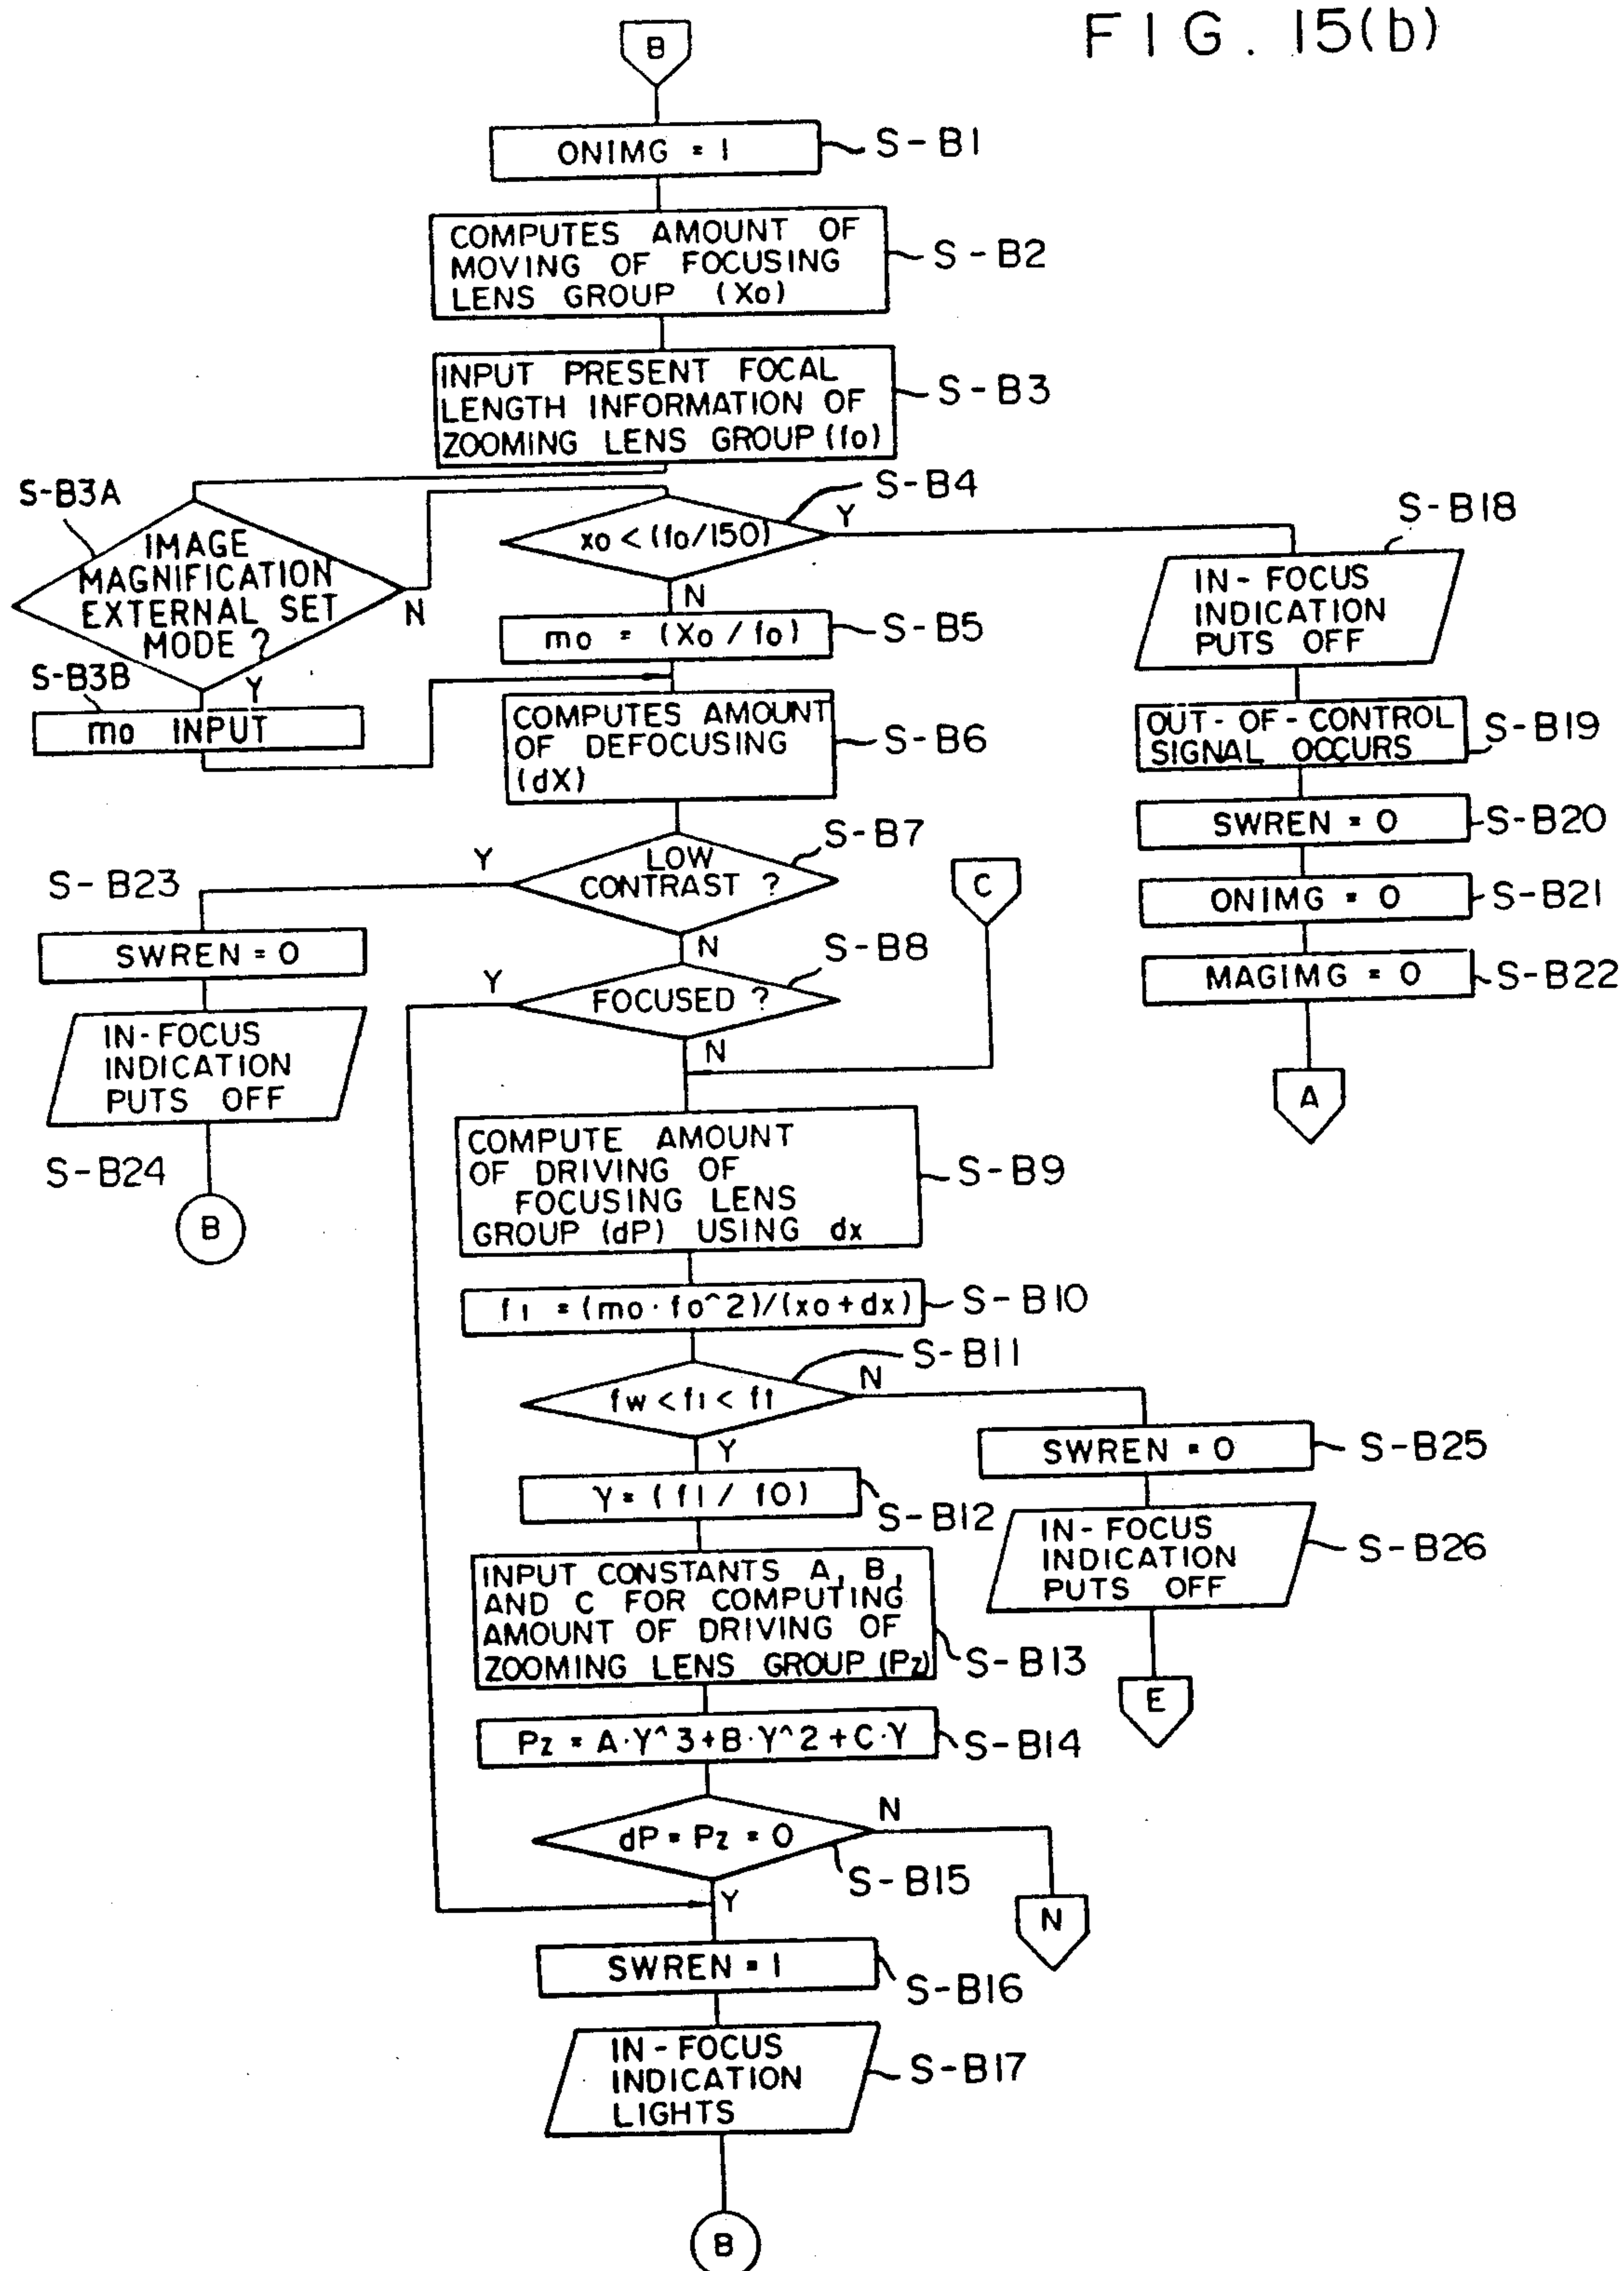 FIG. 15(b)
B
ONIMG = 1
S-B1
COMPUTES AMOUNT OF
MOVING OF FOCUSING
LENS GROUP (Xo)
S-B2
INPUT PRESENT FOCAL
LENGTH INFORMATION OF
ZOOMING LENS GROUP (fo)
S-B3
S-B3A
IMAGE
MAGNIFICATION
EXTERNAL SET
MODE ?
N
Y
S-B3B
mo INPUT
S-B4
xo < (fo/150)
Y
N
mo = (Xo / fo)
S-B5
COMPUTES AMOUNT
OF DEFOCUSING
(dX)
S-B6
S-B18
IN-FOCUS
INDICATION
PUTS OFF
OUT-OF-CONTROL
SIGNAL OCCURS
S-B19
SWREN = 0
S-B20
ONIMG = 0
S-B21
MAGIMG = 0
S-B22
A
S-B7
LOW
CONTRAST ?
Y
N
S-B23
SWREN = 0
IN-FOCUS
INDICATION
PUTS OFF
S-B24
B
C
S-B8
FOCUSED ?
Y
N
COMPUTE AMOUNT
OF DRIVING OF
FOCUSING LENS
GROUP (dP) USING dx
S-B9
f1 = (mo·fo^2)/(xo+dx)
S-B10
S-B11
fw < f1 < ft
N
Y
SWREN = 0
S-B25
IN-FOCUS
INDICATION
PUTS OFF
S-B26
E
γ = (f1 / f0)
S-B12
INPUT CONSTANTS A, B,
AND C FOR COMPUTING
AMOUNT OF DRIVING OF
ZOOMING LENS GROUP (Pz)
S-B13
Pz = A·γ^3+B·γ^2+C·γ
S-B14
dP = Pz = 0
N
S-B15
Y
N
SWREN = 1
S-B16
IN-FOCUS
INDICATION
LIGHTS
S-B17
B